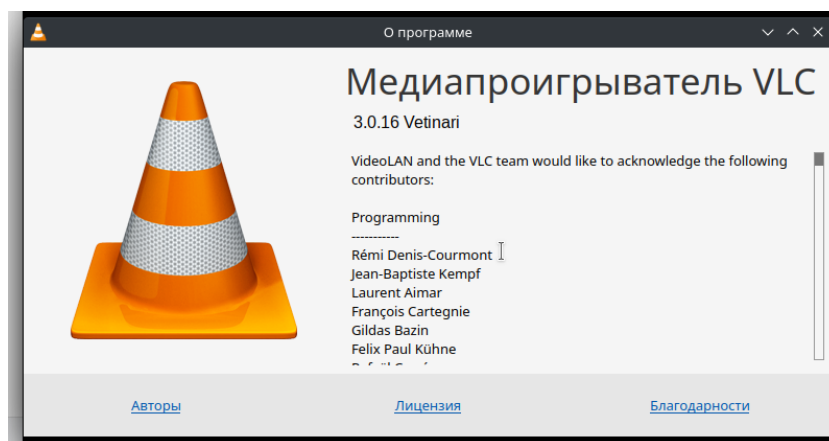 О программе
Медиапроигрыватель VLC
3.0.16 Vetinari
VideoLAN and the VLC team would like to acknowledge the following
contributors:
Programming
-----------
Rémi Denis-Courmont
Jean-Baptiste Kempf
Laurent Aimar
François Cartegnie
Gildas Bazin
Felix Paul Kühne
Авторы
Лицензия
Благодарности